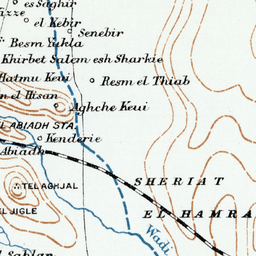 es Saghir
el Kebir
Senebir
Besm Yukla
Khirbet Salem esh Sharkie
Hatmu Keui
Resm el Thiab
el Hisan
Aghche Keui
EL ABIADH STA.
Kenderie
Abiadh
TEL AGHJAL
SHERIAT
EL JIGLE
EL HAMRA
Wadi